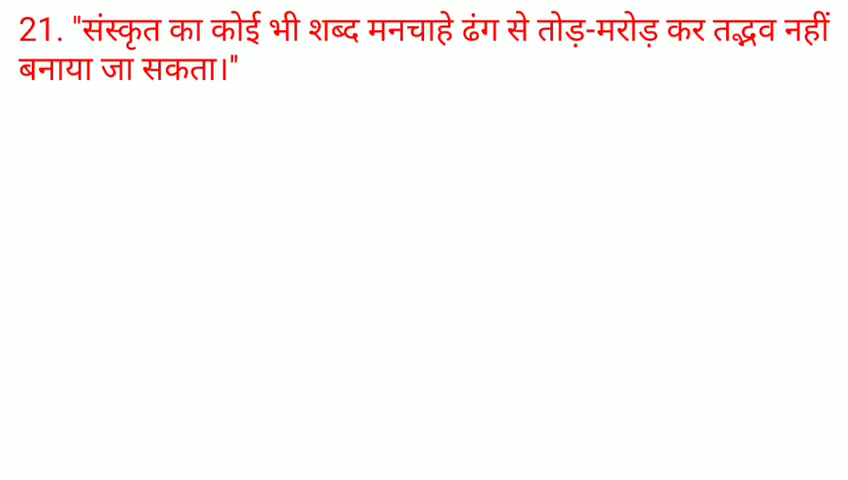 21. "संस्कृत का कोई भी शब्द मनचाहे ढंग से तोड़-मरोड़ कर तद्भव नहीं
बनाया जा सकता।"